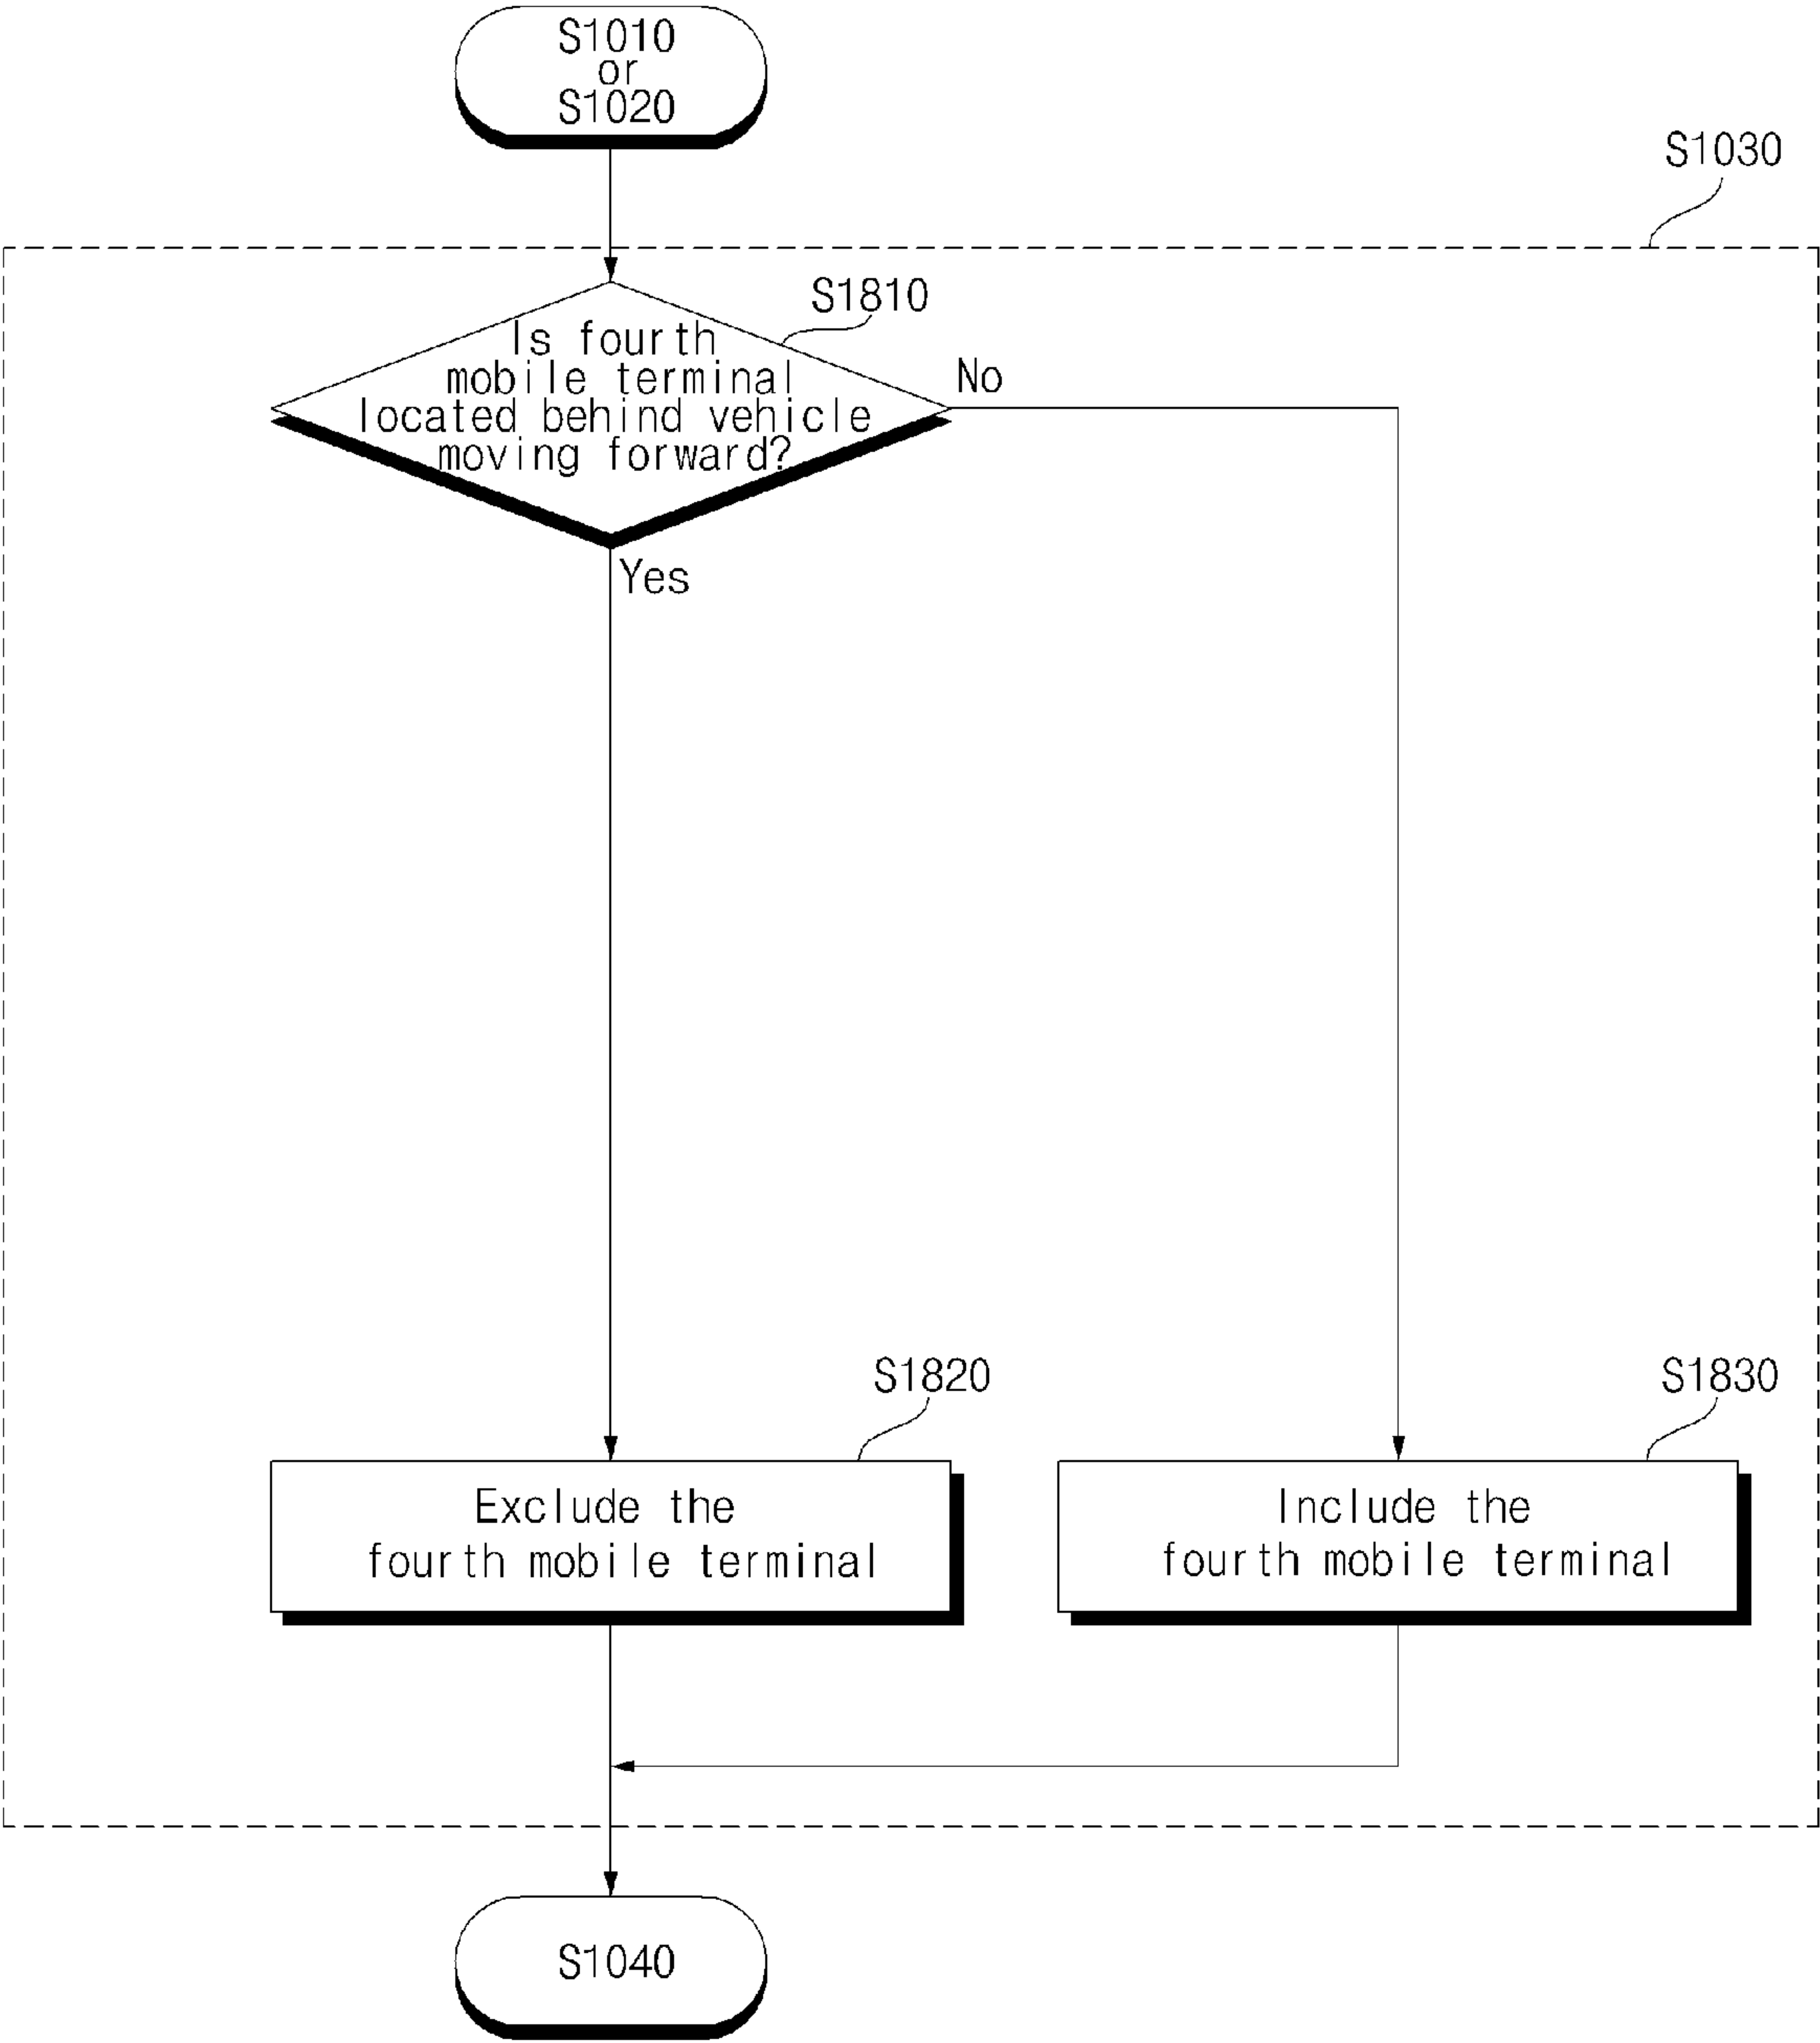 S1010
or
S1020
S1030
S1810
Is fourth
mobile terminal
located behind vehicle
moving forward?
No
Yes
S1820
S1830
Exclude the
fourth mobile terminal
Include the
fourth mobile terminal
S1040